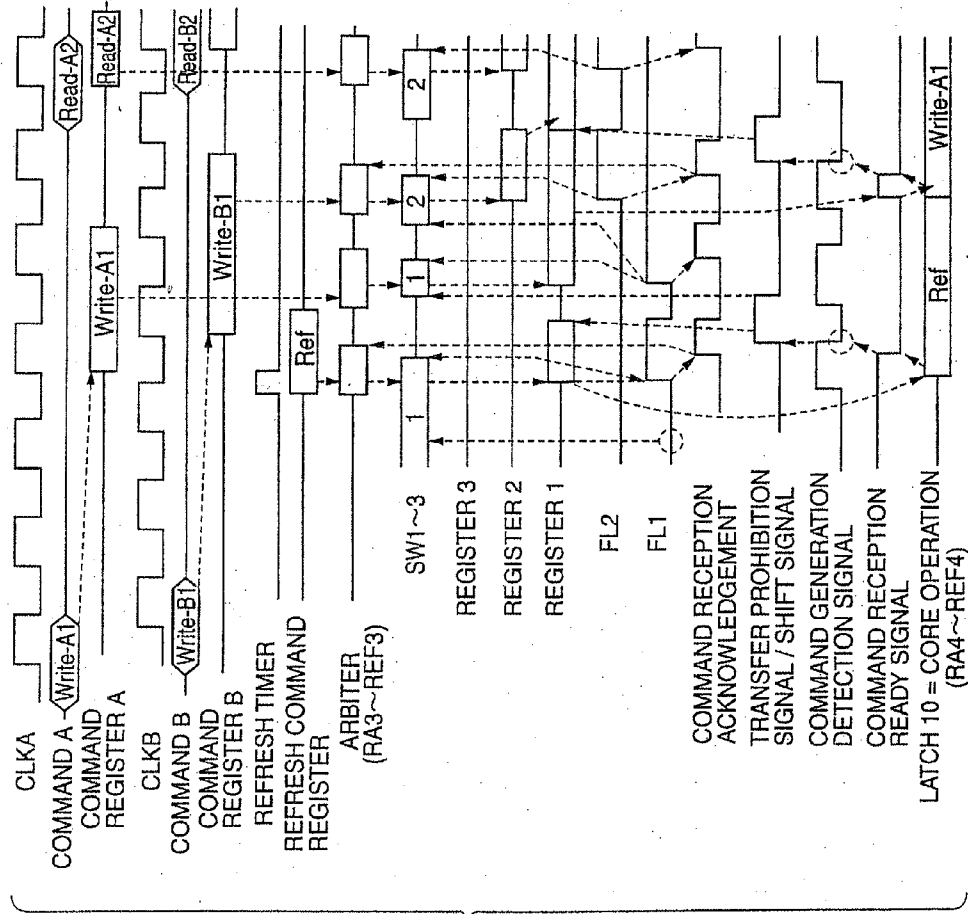 CLKA
COMMAND A
Write-A1
Read-A2
COMMAND
REGISTER A
Write-A1
Read-A2
CLKB
COMMAND B
Write-B1
Read-B2
COMMAND
REGISTER B
Write-B1
REFRESH TIMER
REFRESH COMMAND
REGISTER
Ref
ARBITER
(RA3~REF3)
SW1~3
1
1
2
2
REGISTER 3
REGISTER 2
REGISTER 1
FL2
FL1
COMMAND RECEPTION
ACKNOWLEDGEMENT
TRANSFER PROHIBITION
SIGNAL / SHIFT SIGNAL
COMMAND GENERATION
DETECTION SIGNAL
COMMAND RECEPTION
READY SIGNAL
LATCH 10 = CORE OPERATION
(RA4~REF4)
Ref
Write-A1